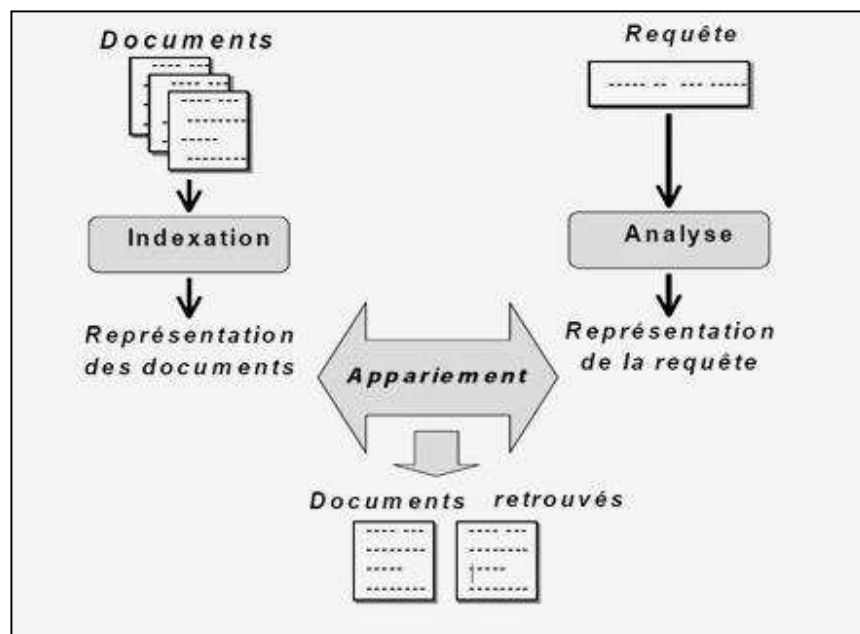 Documents
Requête
Indexation
Analyse
Représentation
des documents
Représentation
de la requête
Appariement
Documents retrouvés